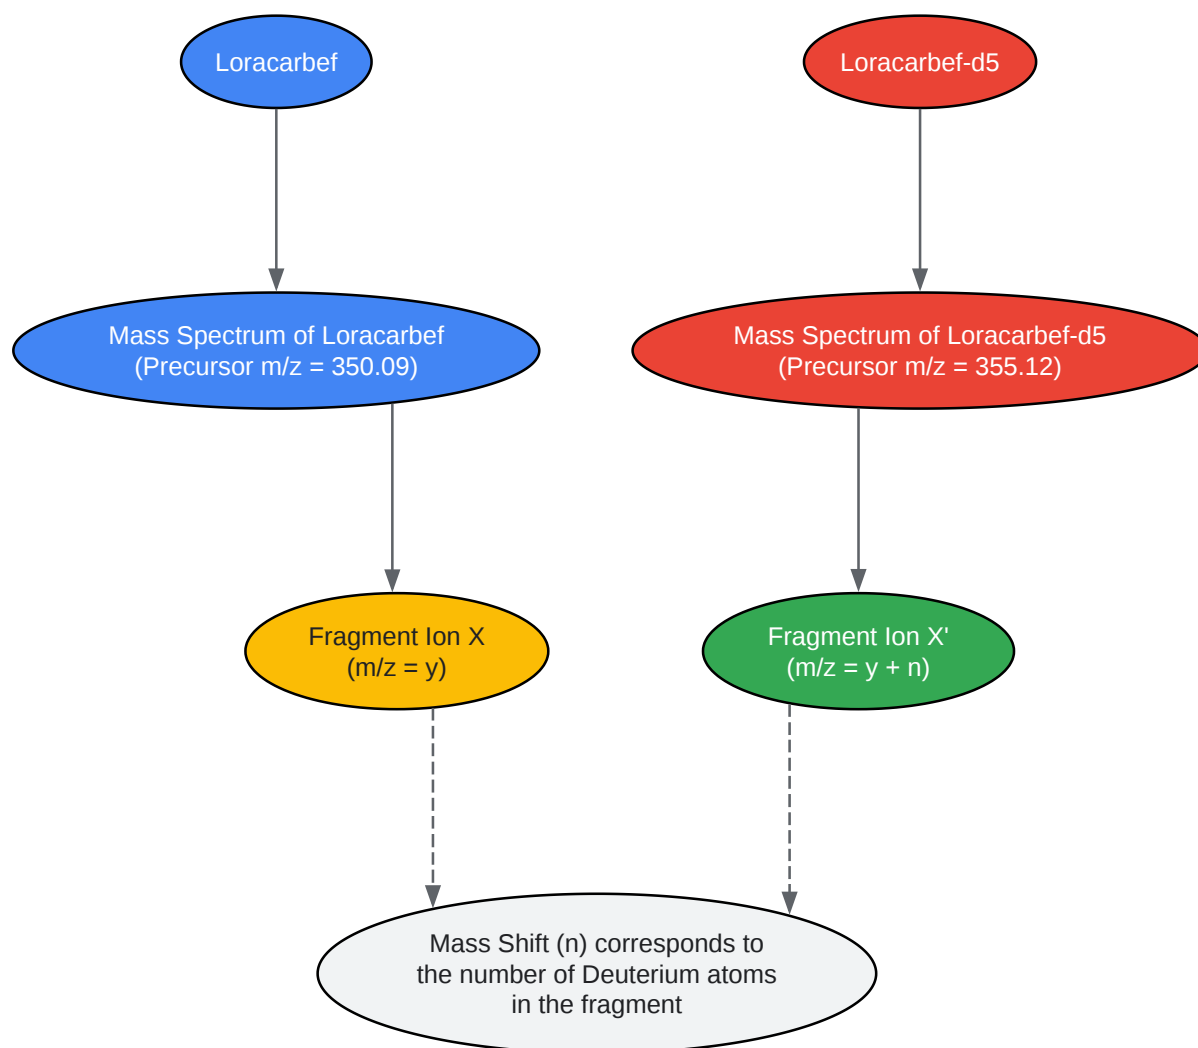 Loracarbef
Loracarbef-d5
Mass Spectrum of Loracarbef
(Precursor m/z = 350.09)
Mass Spectrum of Loracarbef-d5
(Precursor m/z = 355.12)
Fragment Ion X
(m/z = y)
Fragment Ion X'
(m/z = y + n)
Mass Shift (n) corresponds to
the number of Deuterium atoms
in the fragment